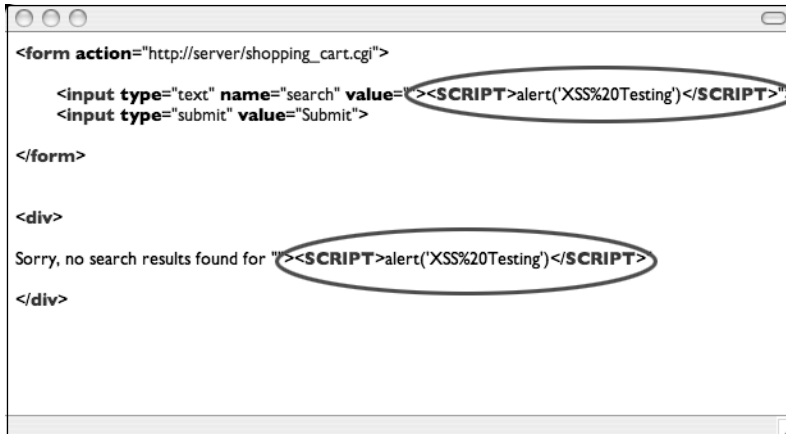 <form action="http://server/shopping_cart.cgi">
<input type="text" name="search" value=""><SCRIPT>alert('XSS%20Testing')</SCRIPT>">
<input type="submit" value="Submit">
</form>
<div>
Sorry, no search results found for ""><SCRIPT>alert('XSS%20Testing')</SCRIPT>"
</div>